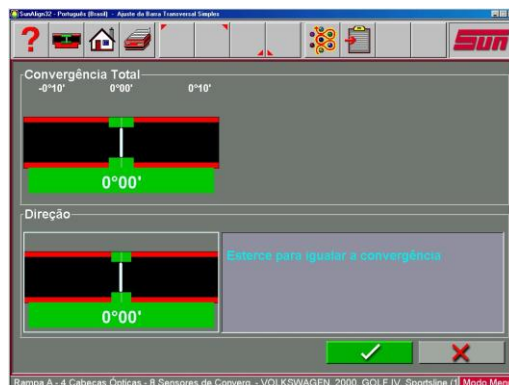 SunAlign32 - Português (Brasil) - Ajuste da Barra Transversal Simples
? Sun
Convergência Total
-0°10' 0°00' 0°10'
0°00'
Direção
Esterce para igualar a convergência
0°00'
Rampa A - 4 Cabeças Ópticas - 8 Sensores de Converg. - VOLKSWAGEN, 2000, GOLF IV, Sportsline (1 Modo Menu